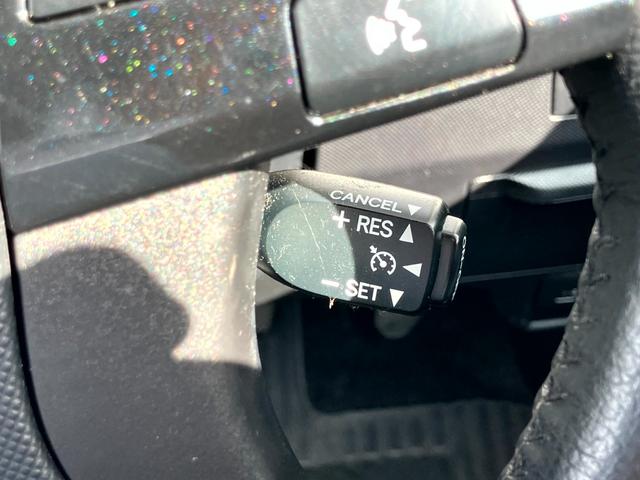 CANCEL ▼
+ RES ▲
◀
− SET ▼